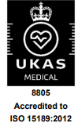 UKAS
MEDICAL
8805
Accredited to
ISO 15189:2012